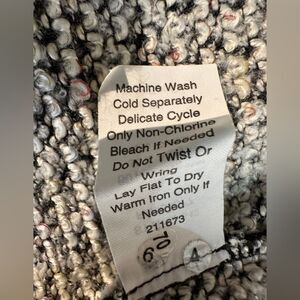 Machine Wash
Cold Separately
Delicate Cycle
Only Non-Chlorine
Bleach If Needed
Do Not Twist Or
Wring
Lay Flat To Dry
Warm Iron Only If
Needed
211673